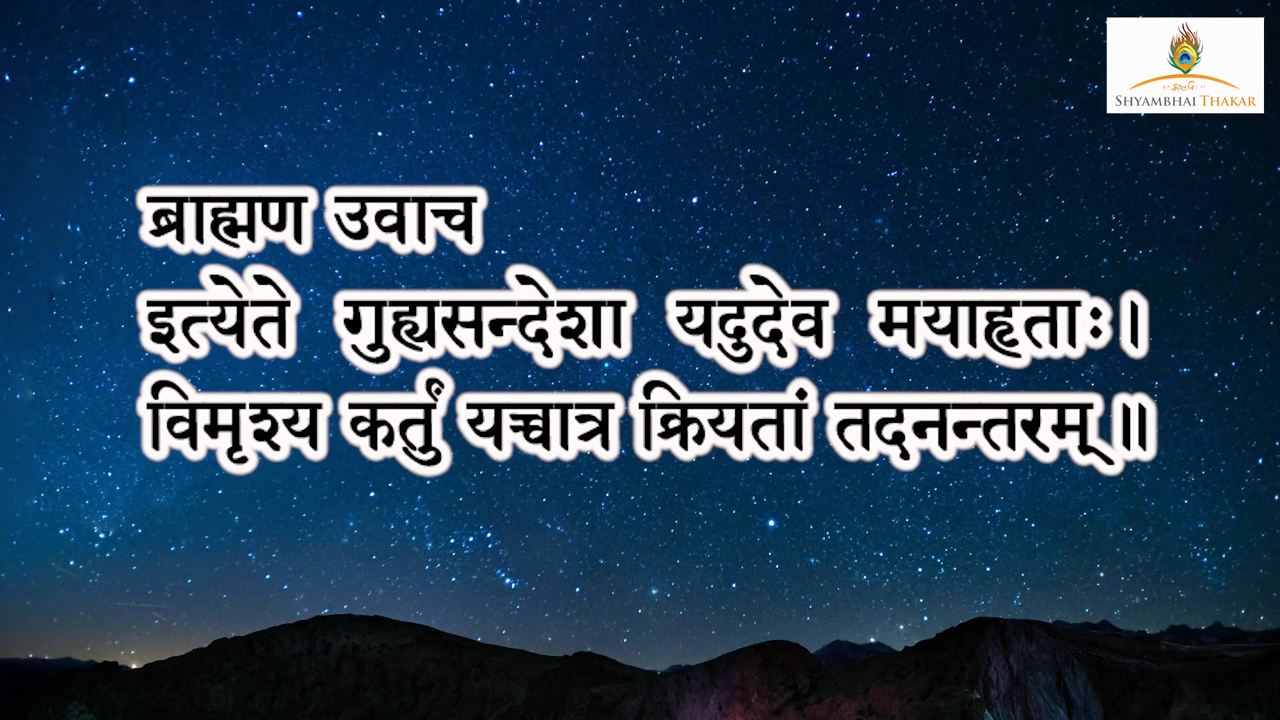 SHYAMBHAI THAKAR
ब्राह्मण उवाच
इत्येते गुह्यसन्देशा यदुदेव मयाहृताः।
विमृश्य कर्तुं यच्चात्र क्रियतां तदनन्तरम् ॥